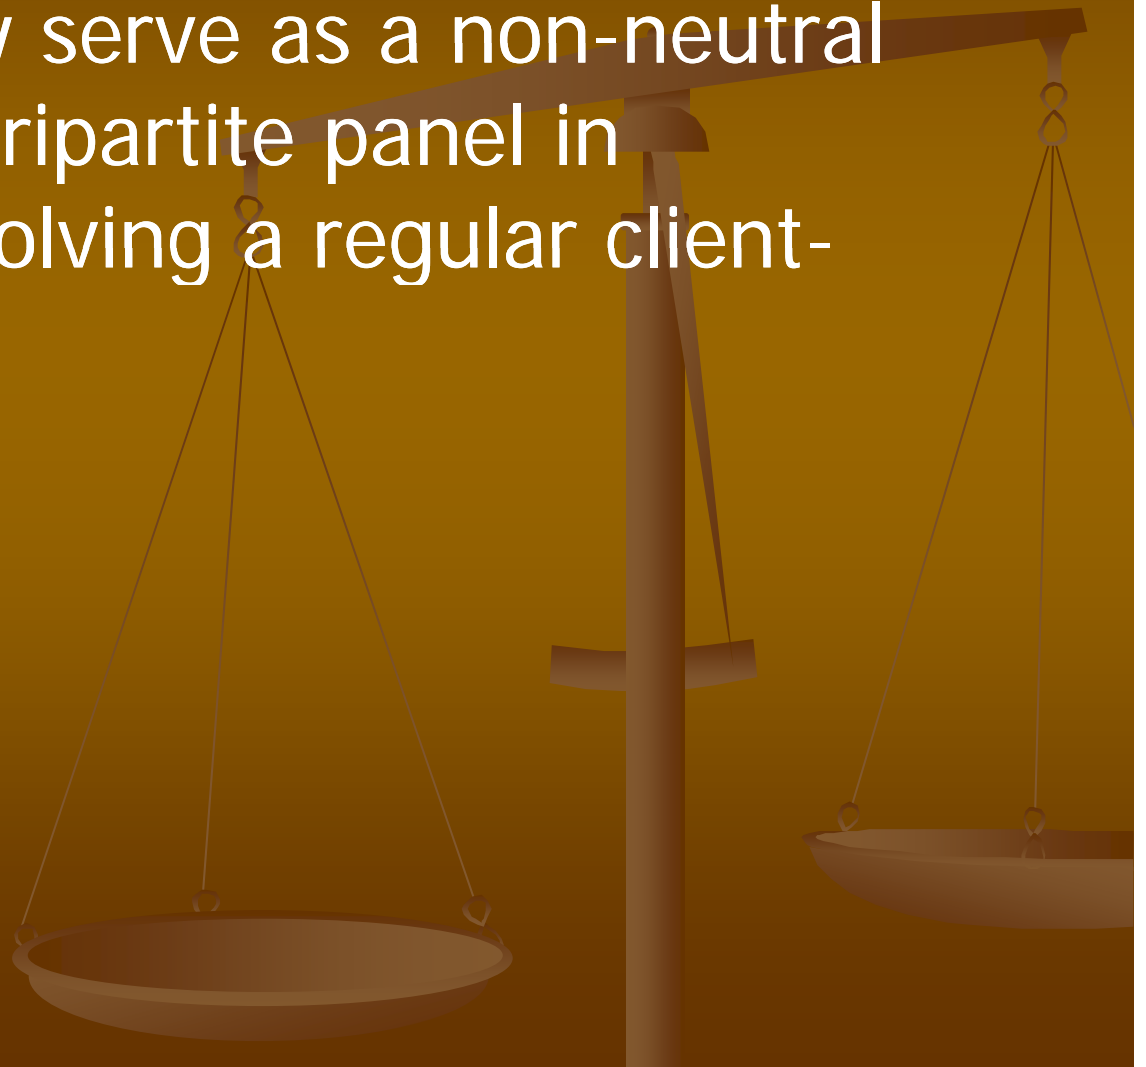 serve as a non-neutral
ripartite panel in
olving a regular client-